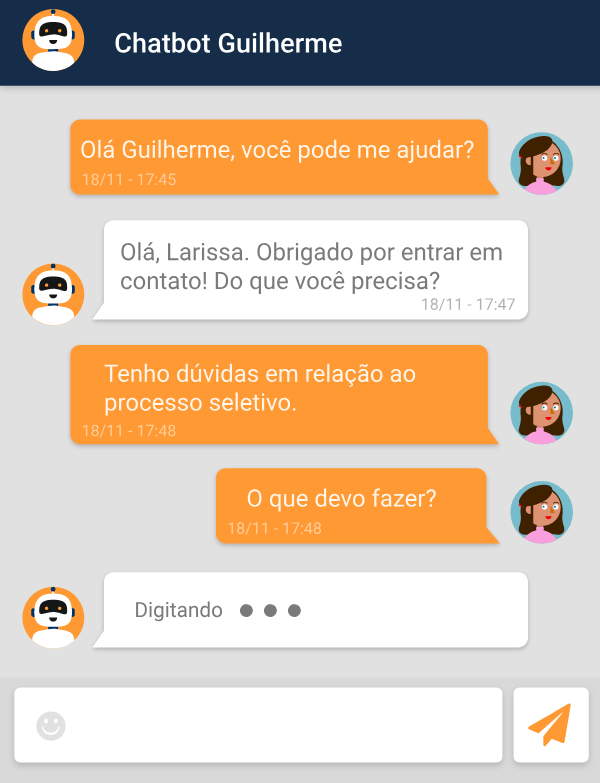 Chatbot Guilherme
Olá Guilherme, você pode me ajudar?
18/11 - 17:45
Olá, Larissa. Obrigado por entrar em
contato! Do que você precisa?
18/11 - 17:47
Tenho dúvidas em relação ao
processo seletivo.
18/11 - 17:48
O que devo fazer?
18/11 - 17:48
Digitando